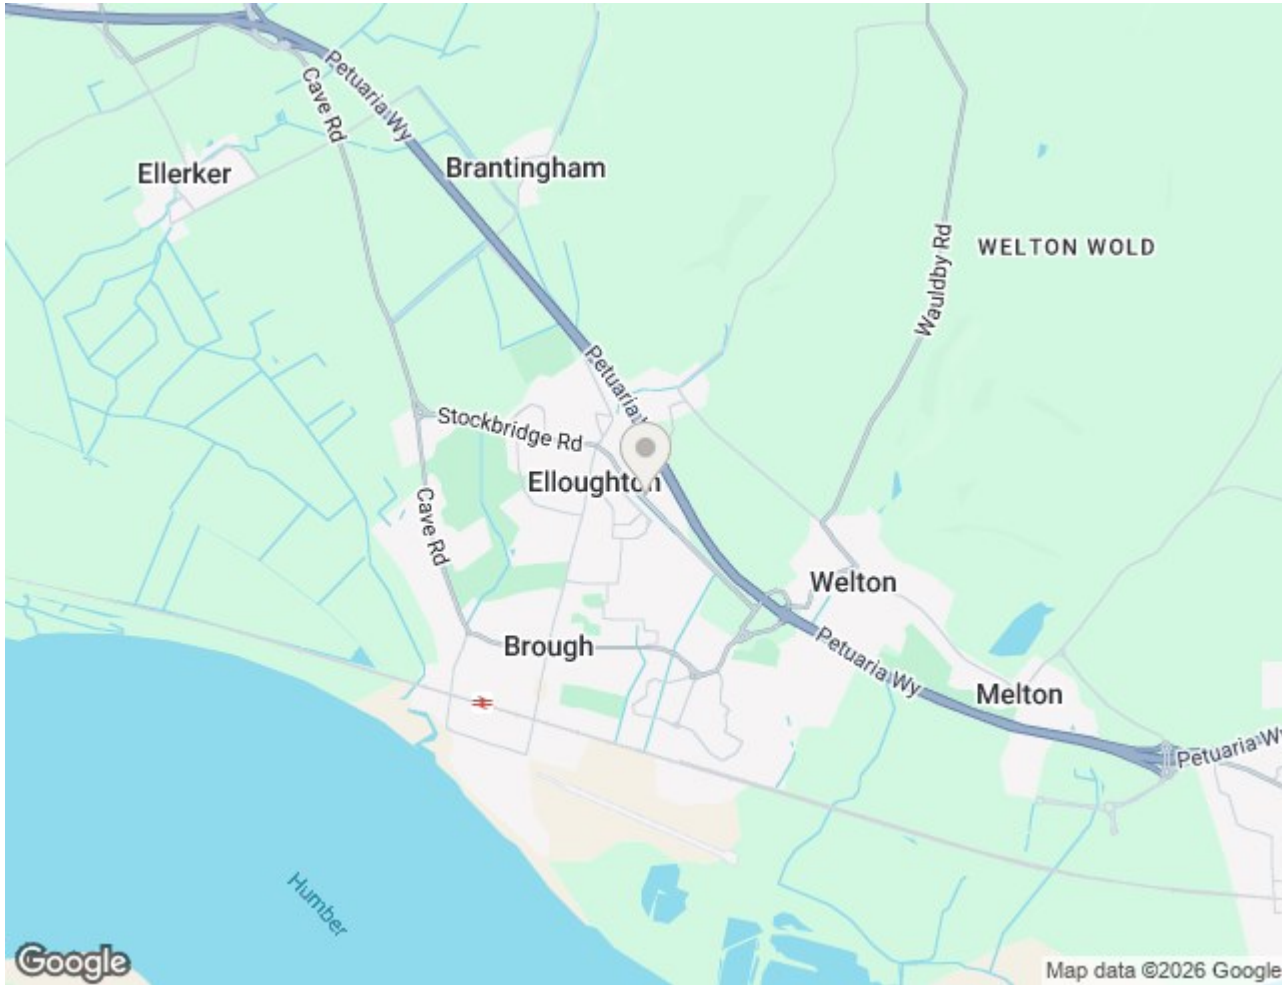 Petuaria Wy
Cave Rd
Ellerker
Brantingham
Wauldby Rd
WELTON WOLD
Petuaria
Stockbridge Rd
Elloughton
Cave Rd
Welton
Brough
Petuaria Wy
Melton
Petuaria Wy
Humber
Google
Map data ©2026 Google